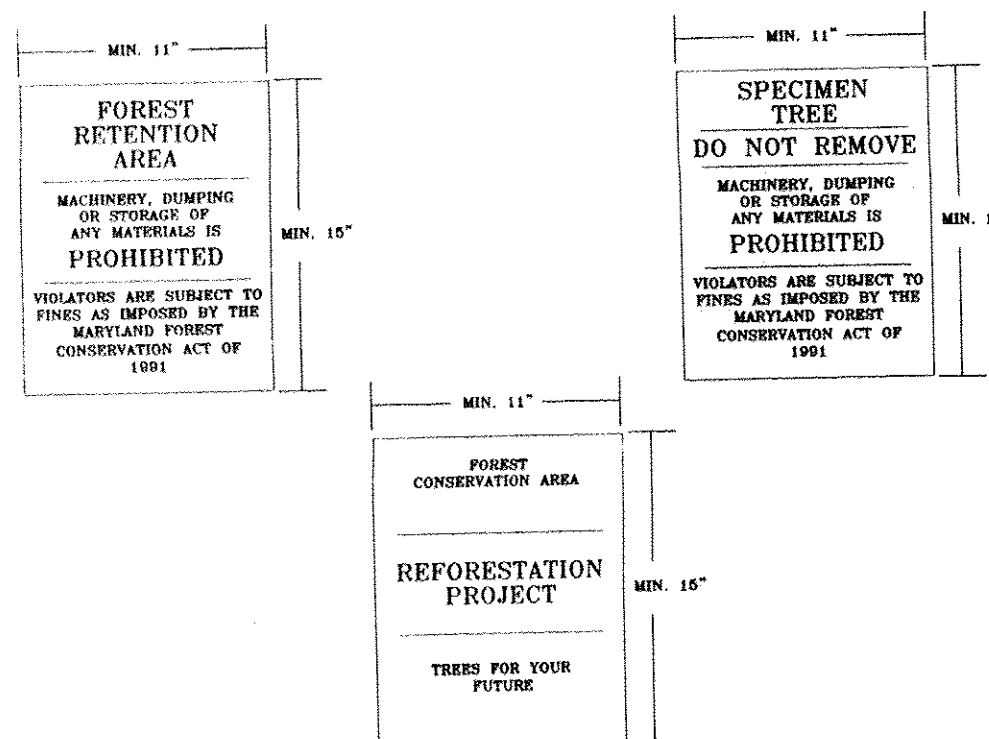 MIN. 11"
FOREST
RETENTION
AREA
MACHINERY, DUMPING
OR STORAGE OF
ANY MATERIALS IS
PROHIBITED
VIOLATORS ARE SUBJECT TO
FINES AS IMPOSED BY THE
MARYLAND FOREST
CONSERVATION ACT OF
1991
MIN. 15"
MIN. 11"
SPECIMEN
TREE
DO NOT REMOVE
MACHINERY, DUMPING
OR STORAGE OF
ANY MATERIALS IS
PROHIBITED
VIOLATORS ARE SUBJECT TO
FINES AS IMPOSED BY THE
MARYLAND FOREST
CONSERVATION ACT OF
1991
MIN.
MIN. 11"
FOREST
CONSERVATION AREA
REFORESTATION
PROJECT
TREES FOR YOUR
FUTURE
MIN. 15"